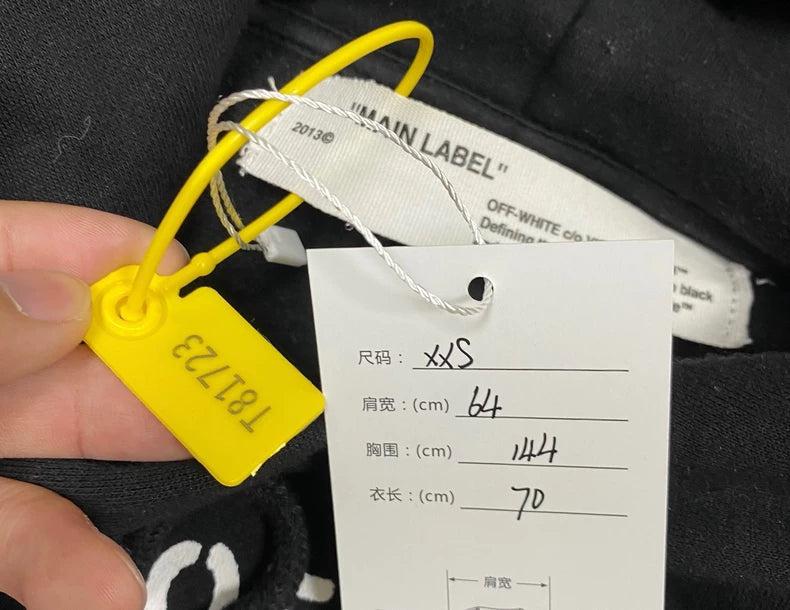 "MAIN LABEL"
2013©
OFF-WHITE c/o
Defining
black
尺码： XXS
肩宽：(cm) 64
胸围：(cm) 144
衣长：(cm) 70
肩宽
T81723